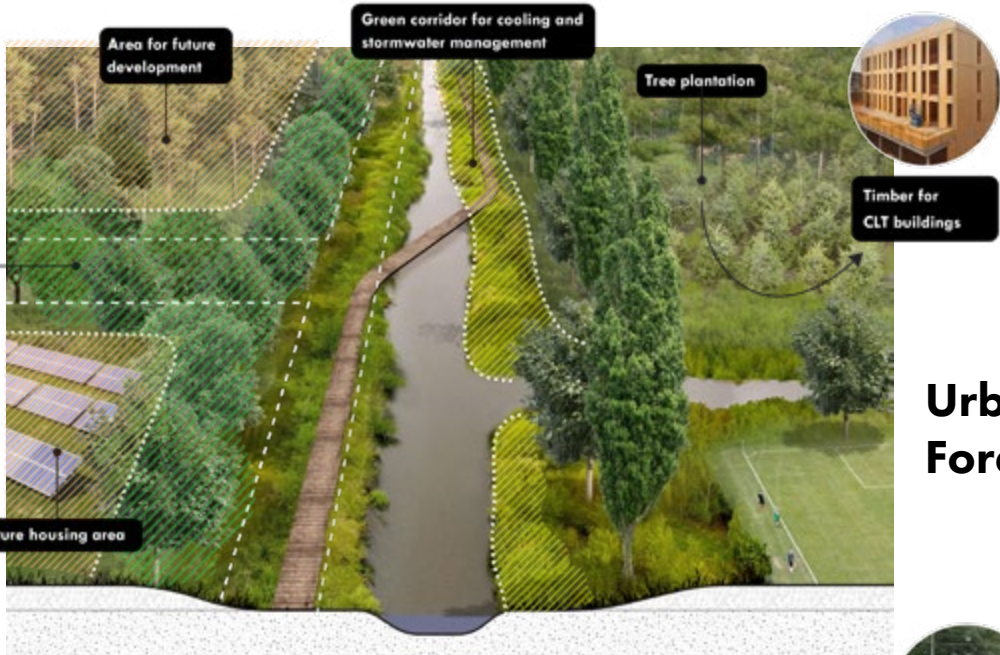 Green corridor for cooling and
stormwater management
Area for future
development
Tree plantation
Timber for
CLT buildings
Urb
Fore
ure housing area